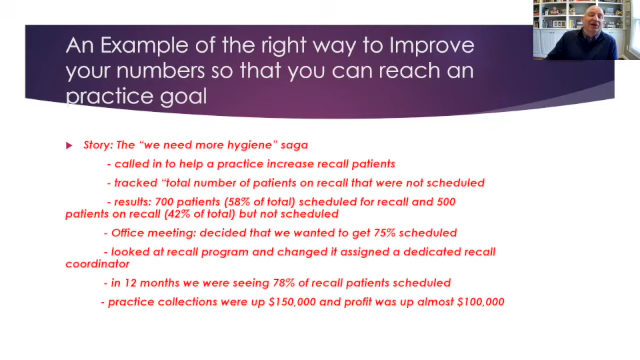 An Example of the right way to Improve
your numbers so that you can reach an
practice goal
Story: The “we need more hygiene” saga
- called in to help a practice increase recall patients
- tracked “total number of patients on recall that were not scheduled
- results: 700 patients (58% of total) scheduled for recall and 500
patients on recall (42% of total) but not scheduled
- Office meeting: decided that we wanted to get 75% scheduled
- looked at recall program and changed it assigned a dedicated recall
coordinator
- in 12 months we were seeing 78% of recall patients scheduled
- practice collections were up $150,000 and profit was up almost $100,000